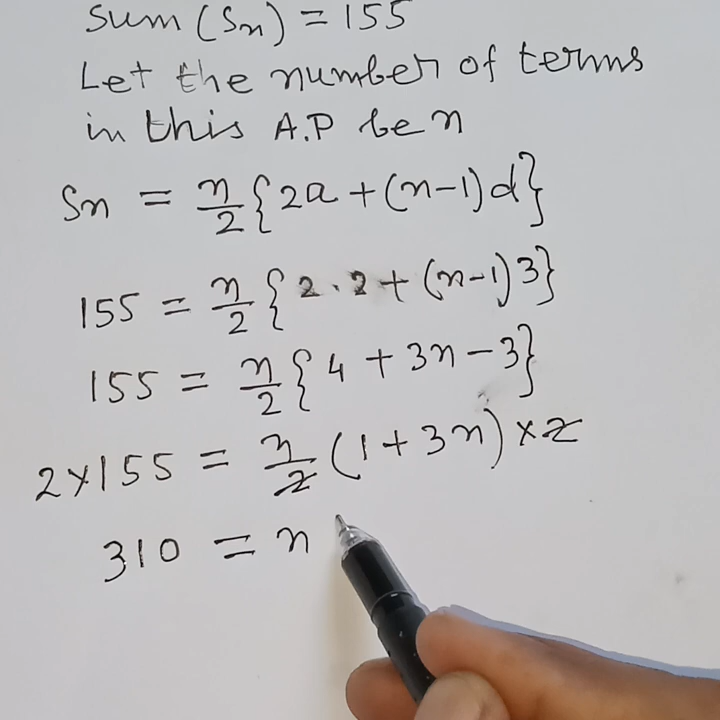 Sum (Sn) = 155
Let the number of terms
in this A.P be n
Sn = n/2 {2a + (n-1)d}
155 = n/2 {2.2 + (n-1)3}
155 = n/2 {4 + 3n - 3}
2×155 = n/2 (1 + 3n) × 2
310 = n